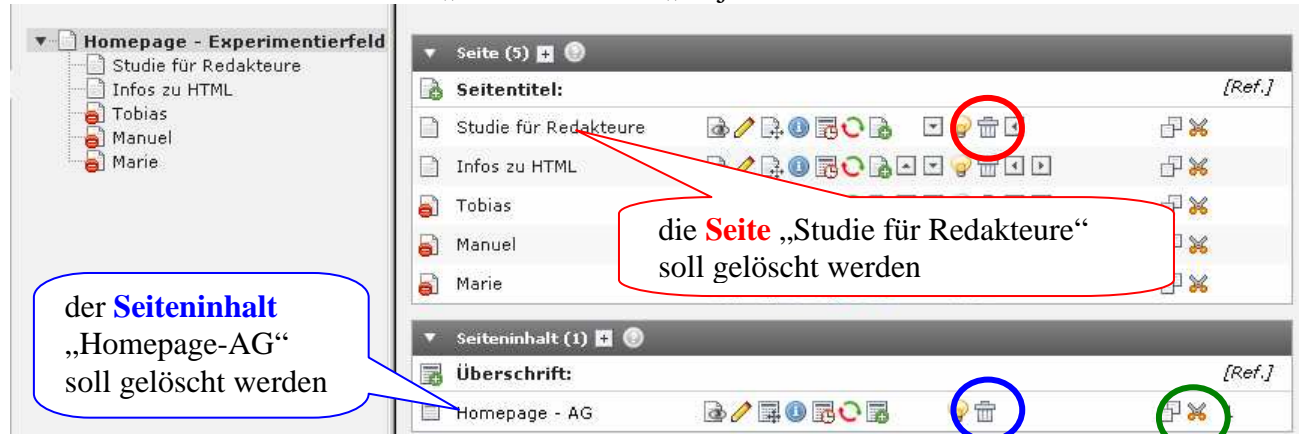 Homepage - Experimentierfeld
Studie für Redakteure
Infos zu HTML
Tobias
Manuel
Marie
Seite (5)
Seitentitel: [Ref.]
Studie für Redakteure
Infos zu HTML
Tobias
Manuel
Marie
die Seite „Studie für Redakteure“
soll gelöscht werden
der Seiteninhalt
„Homepage-AG“
soll gelöscht werden
Seiteninhalt (1)
Überschrift: [Ref.]
Homepage - AG